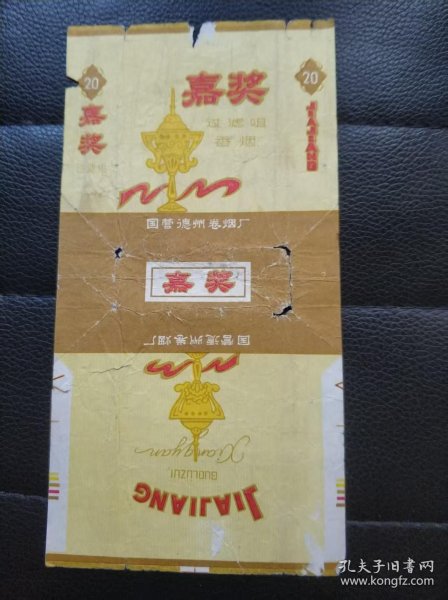 20
嘉奖
嘉奖
过滤咀
香烟
20
JIAJIANG
国营德州卷烟厂
嘉奖
国营德州卷烟厂
Xiangyan
GUOLUZUI
JIAJIANG
孔夫子旧书网
www.kongfz.com